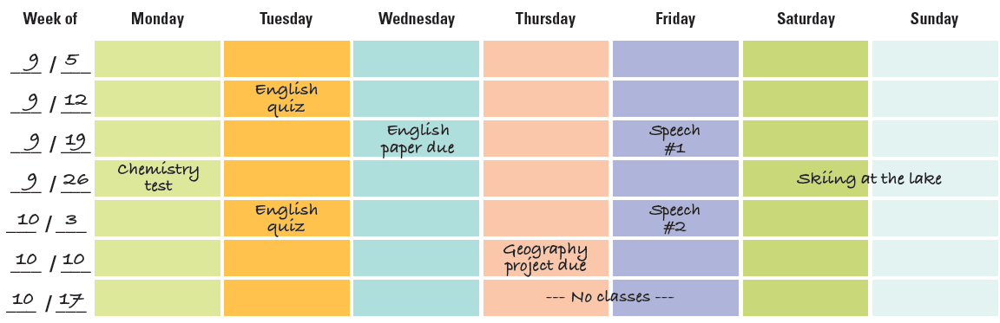 Week of Monday Tuesday Wednesday Thursday Friday Saturday Sunday
9 / 5
9 / 12 English quiz
9 / 19 English paper due Speech #1
9 / 26 Chemistry test Skiing at the lake
10 / 3 English quiz Speech #2
10 / 10 Geography project due
10 / 17 --- No classes ---